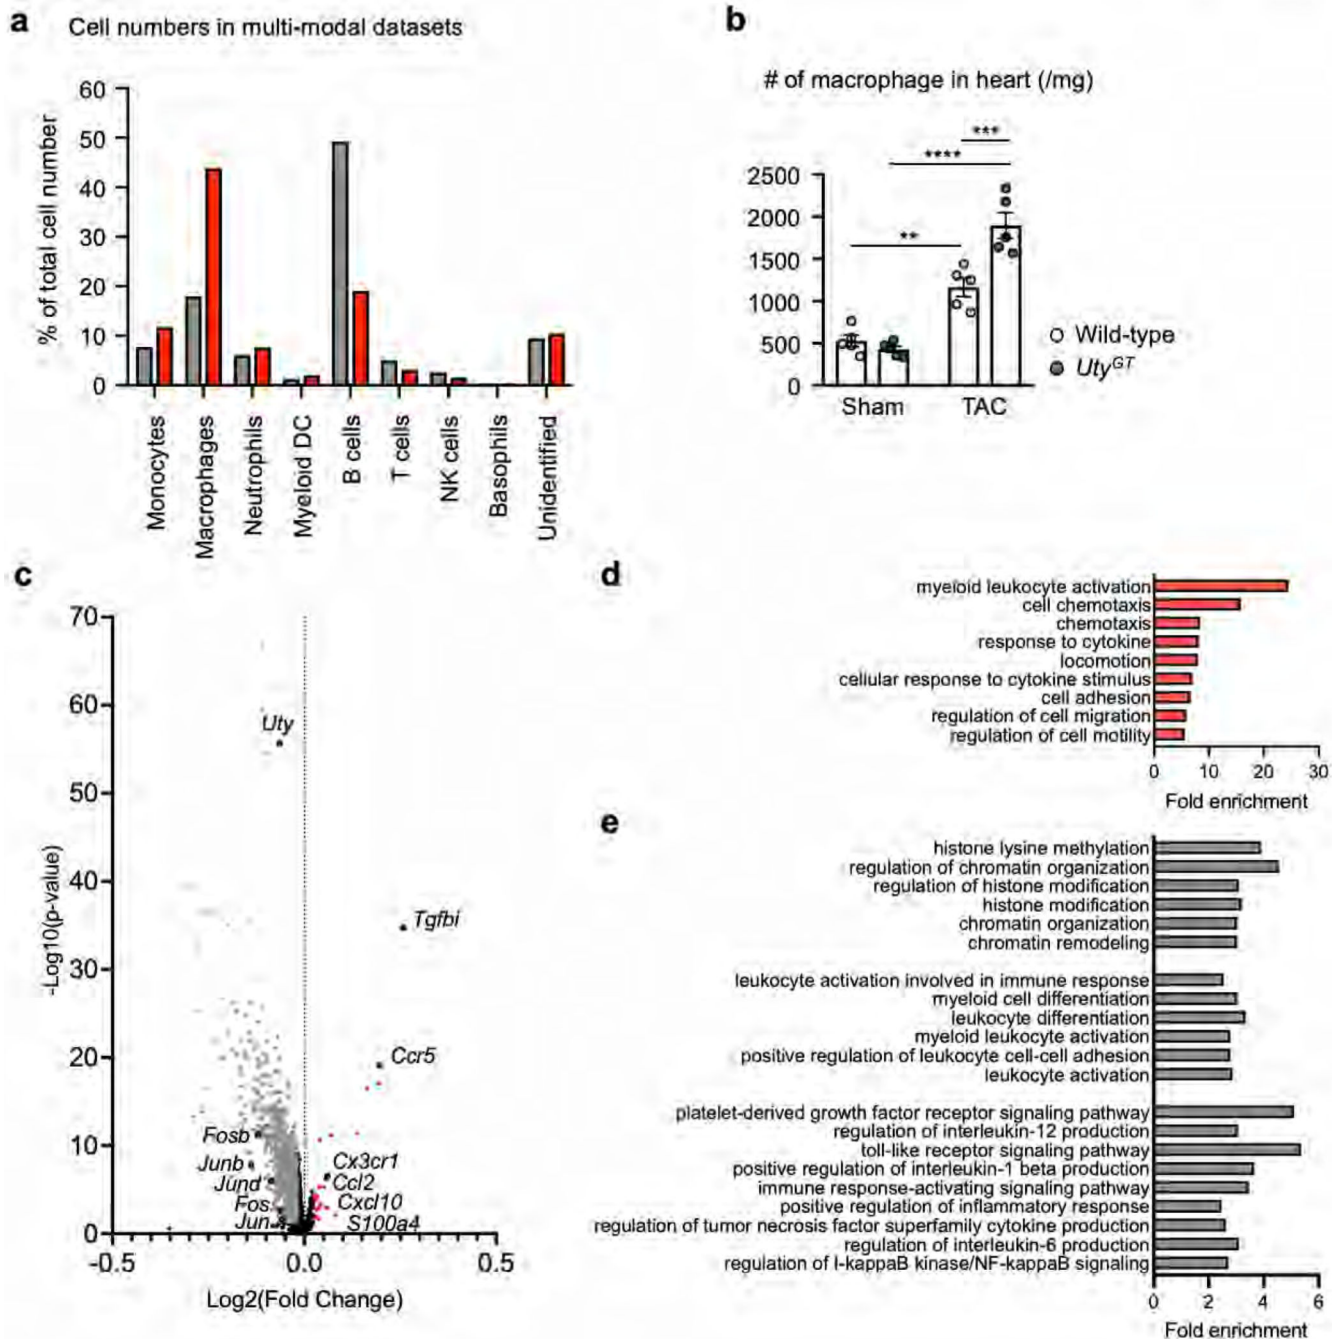 a Cell numbers in multi-modal datasets
% of total cell number
60
50
40
30
20
10
0
Monocytes
Macrophages
Neutrophils
Myeloid DC
B cells
T cells
NK cells
Basophils
Unidentified
b
# of macrophage in heart (/mg)
***
****
**
2500
2000
1500
1000
500
0
Sham TAC
Wild-type
Uty^GT
c
-Log10(p-value)
70
60
50
40
30
20
10
0
Uty
Tgfbi
Ccr5
Fosb
Junb
Jund
Fos
Jun
Cx3cr1
Ccl2
Cxcl10
S100a4
-0.5 0.0 0.5
Log2(Fold Change)
d
myeloid leukocyte activation
cell chemotaxis
chemotaxis
response to cytokine
locomotion
cellular response to cytokine stimulus
cell adhesion
regulation of cell migration
regulation of cell motility
0 10 20 30
Fold enrichment
e
histone lysine methylation
regulation of chromatin organization
regulation of histone modification
histone modification
chromatin organization
chromatin remodeling
leukocyte activation involved in immune response
myeloid cell differentiation
leukocyte differentiation
myeloid leukocyte activation
positive regulation of leukocyte cell-cell adhesion
leukocyte activation
platelet-derived growth factor receptor signaling pathway
regulation of interleukin-12 production
toll-like receptor signaling pathway
positive regulation of interleukin-1 beta production
immune response-activating signaling pathway
positive regulation of inflammatory response
regulation of tumor necrosis factor superfamily cytokine production
regulation of interleukin-6 production
regulation of I-kappaB kinase/NF-kappaB signaling
0 2 4 6
Fold enrichment